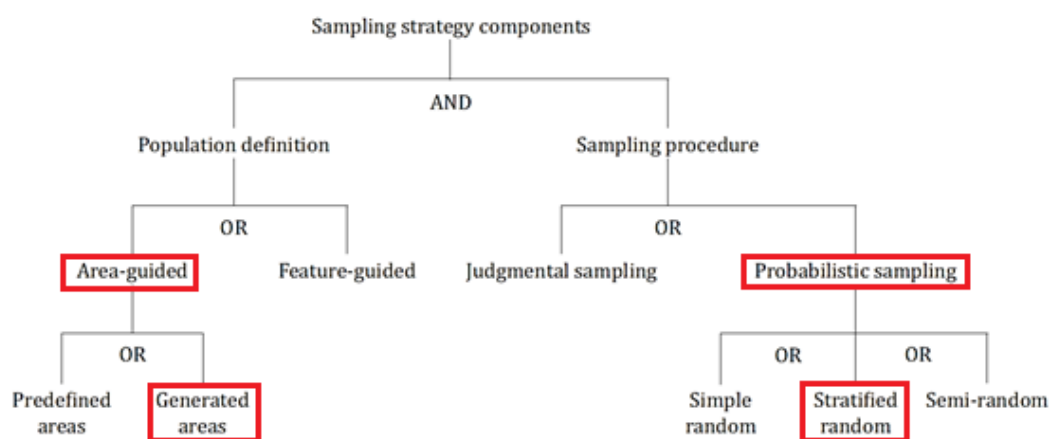 Sampling strategy components
AND
Population definition
Sampling procedure
OR
OR
Area-guided
Feature-guided
Judgmental sampling
Probabilistic sampling
OR
OR
OR
Predefined
areas
Generated
areas
Simple
random
Stratified
random
Semi-random